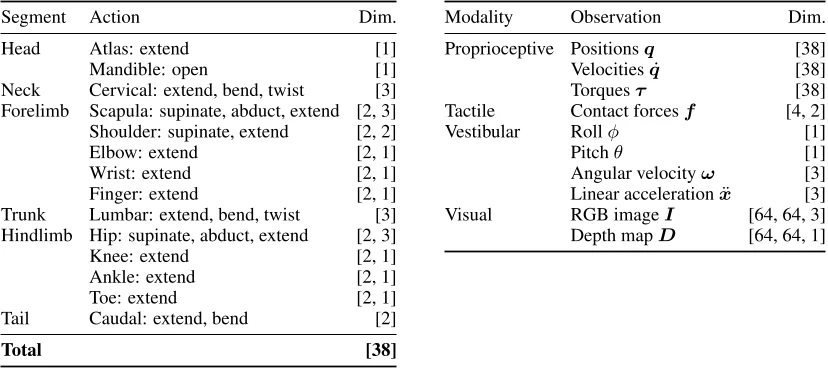 Segment Action Dim.
Head Atlas: extend [1]
Mandible: open [1]
Neck Cervical: extend, bend, twist [3]
Forelimb Scapula: supinate, abduct, extend [2, 3]
Shoulder: supinate, extend [2, 2]
Elbow: extend [2, 1]
Wrist: extend [2, 1]
Finger: extend [2, 1]
Trunk Lumbar: extend, bend, twist [3]
Hindlimb Hip: supinate, abduct, extend [2, 3]
Knee: extend [2, 1]
Ankle: extend [2, 1]
Toe: extend [2, 1]
Tail Caudal: extend, bend [2]
Total [38]
Modality Observation Dim.
Proprioceptive Positions q [38]
Velocities q̇ [38]
Torques τ [38]
Tactile Contact forces f [4, 2]
Vestibular Roll ϕ [1]
Pitch θ [1]
Angular velocity ω [3]
Linear acceleration ẍ [3]
Visual RGB image I [64, 64, 3]
Depth map D [64, 64, 1]